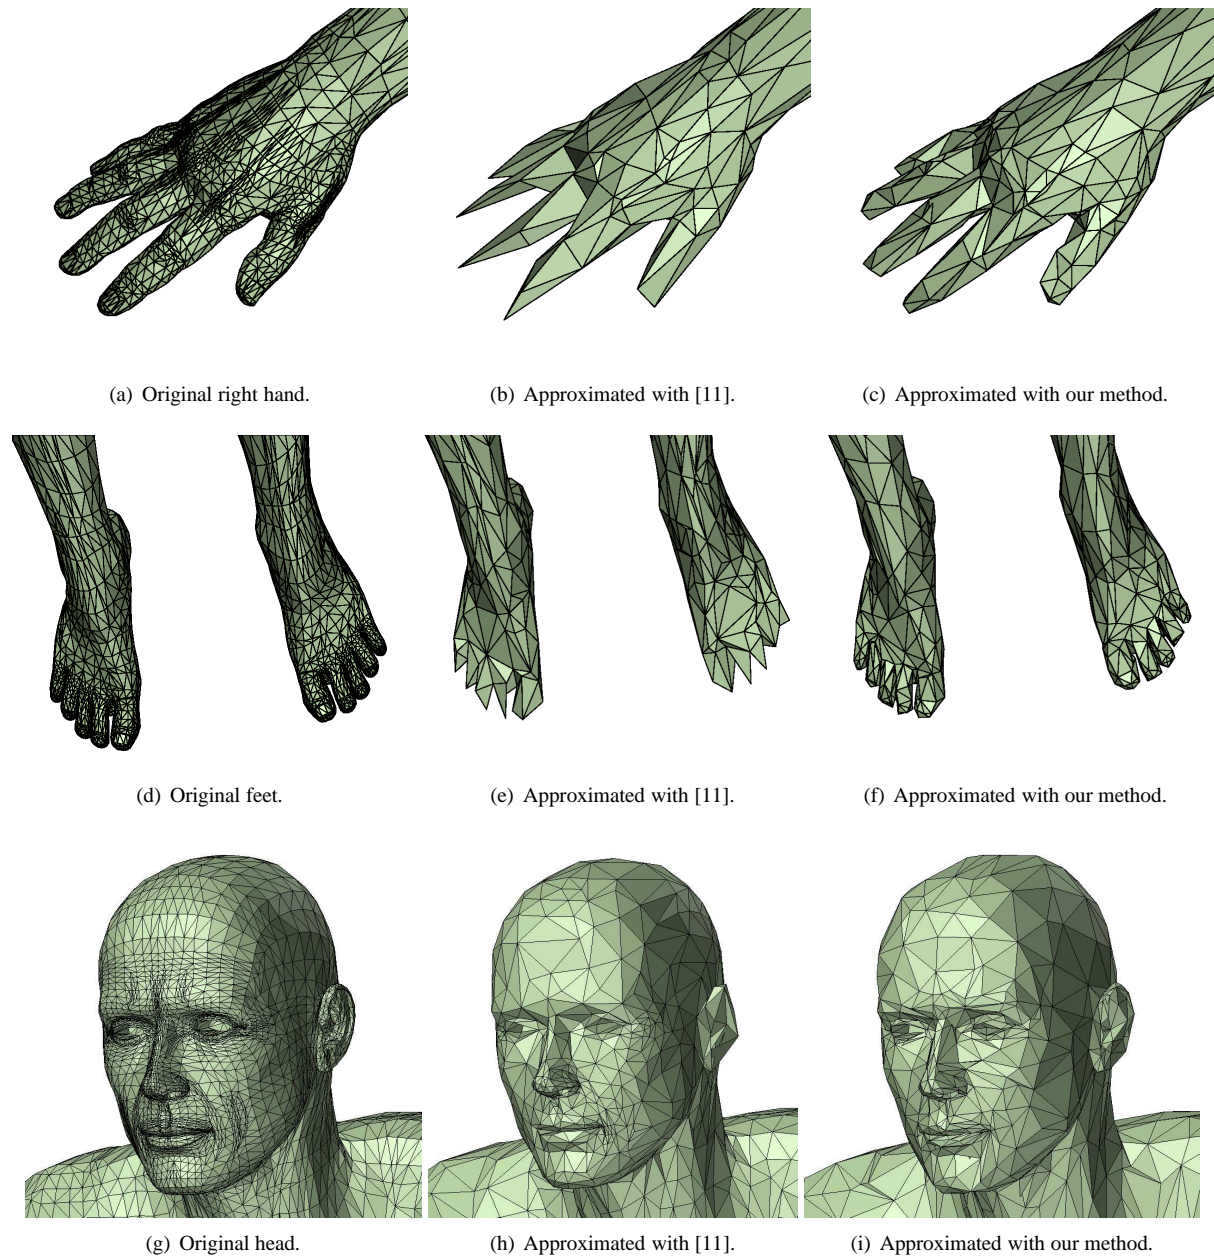 (a) Original right hand.
(b) Approximated with [11].
(c) Approximated with our method.
(d) Original feet.
(e) Approximated with [11].
(f) Approximated with our method.
(g) Original head.
(h) Approximated with [11].
(i) Approximated with our method.